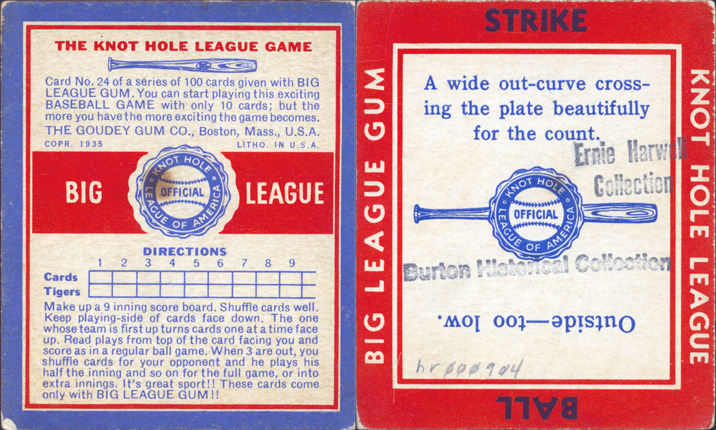 THE KNOT HOLE LEAGUE GAME
Card No. 24 of a series of 100 cards given with BIG
LEAGUE GUM. You can start playing this exciting
BASEBALL GAME with only 10 cards; but the
more you have the more exciting the game becomes.
THE GOUDEY GUM CO., Boston, Mass., U.S.A.
COPR. 1935 LITHO. IN U.S.A.
BIG
KNOT HOLE
OFFICIAL
LEAGUE OF AMERICA
LEAGUE
DIRECTIONS
1 2 3 4 5 6 7 8 9
Cards
Tigers
Make up a 9 inning score board. Shuffle cards well.
Keep playing-side of cards face down. The one
whose team is first up turns cards one at a time face
up. Read plays from top of the card facing you and
score as in a regular ball game. When 3 are out, you
shuffle cards for your opponent and he plays his
half the inning and so on for the full game, or into
extra innings. It's great sport!! These cards come
only with BIG LEAGUE GUM!!
STRIKE
BIG LEAGUE GUM
KNOT HOLE LEAGUE
A wide out-curve cross-
ing the plate beautifully
for the count.
Ernie Harwel
Collection
KNOT HOLE
OFFICIAL
LEAGUE OF AMERICA
Burton Historical Collection
Outside—too low.
hr000904
BALL